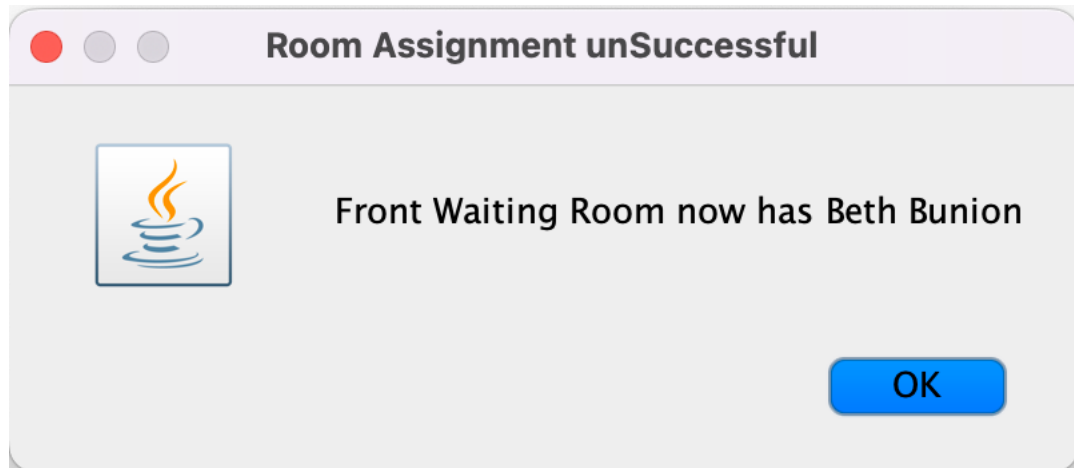 Room Assignment unSuccessful
Front Waiting Room now has Beth Bunion
OK